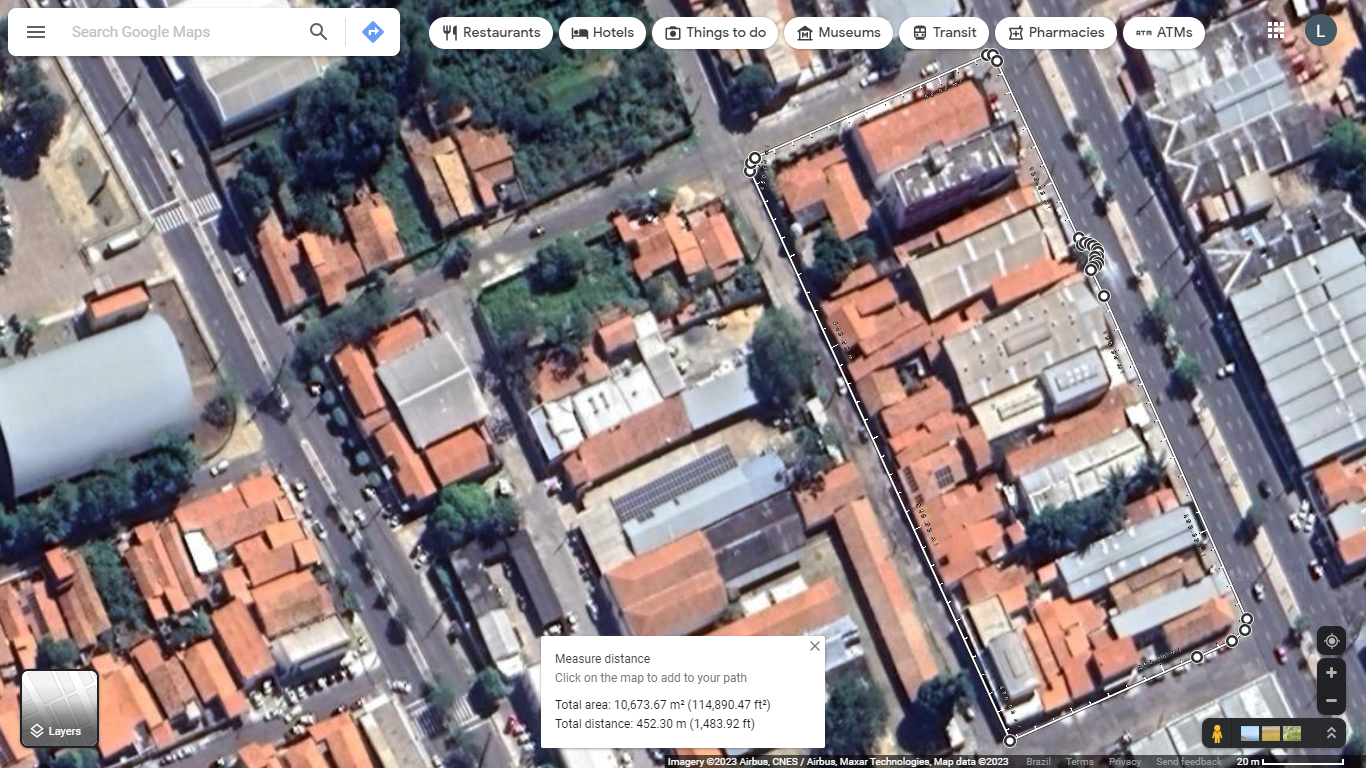 Search Google Maps
Restaurants
Hotels
Things to do
Museums
Transit
Pharmacies
ATM
ATMs
L
Measure distance
Click on the map to add to your path
Total area: 10,673.67 m² (114,890.47 ft²)
Total distance: 452.30 m (1,483.92 ft)
Layers
Imagery ©2023 Airbus, CNES / Airbus, Maxar Technologies, Map data ©2023 Brazil Terms Privacy Send feedback 20 m